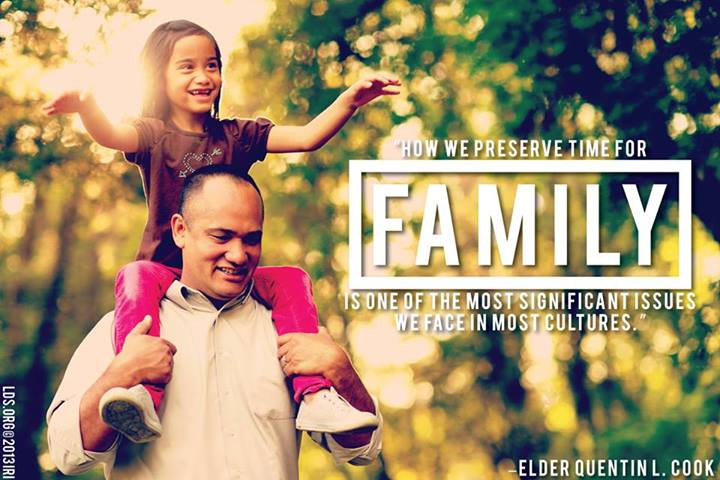 "HOW WE PRESERVE TIME FOR
FAMILY
IS ONE OF THE MOST SIGNIFICANT ISSUES
WE FACE IN MOST CULTURES."
–ELDER QUENTIN L. COOK
LDS.ORG©2013IRI